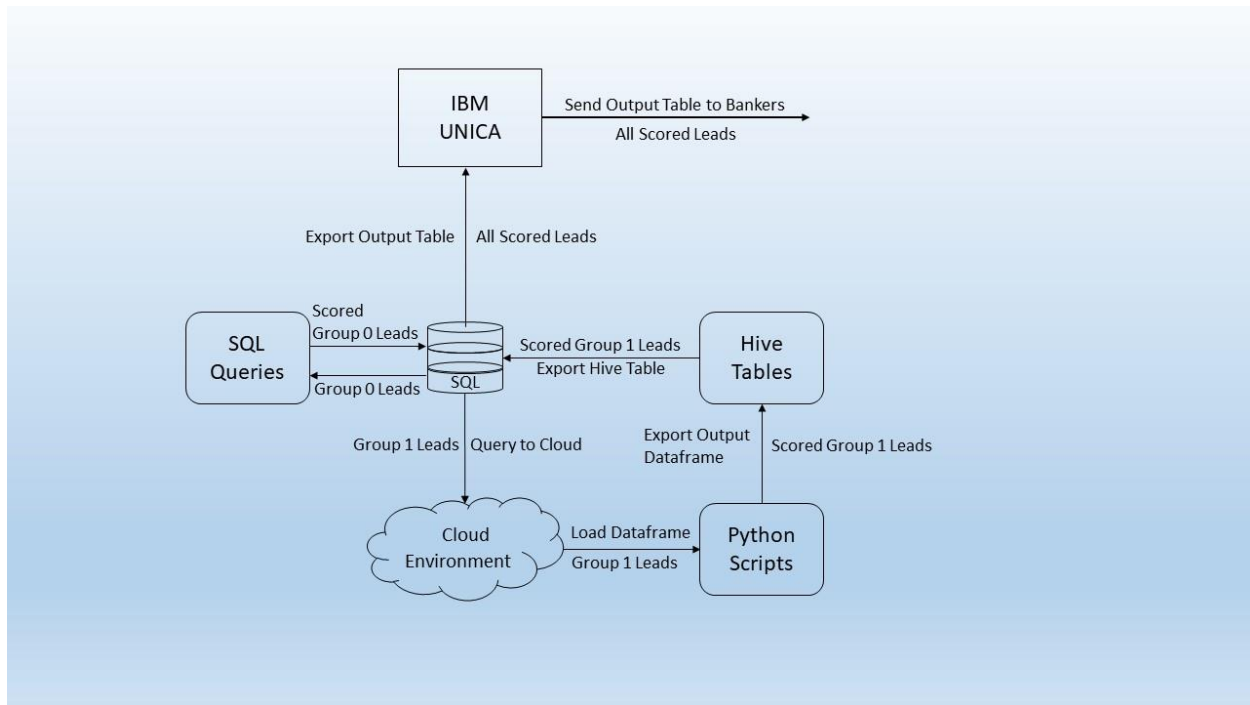 IBM
UNICA
Send Output Table to Bankers
All Scored Leads
Export Output Table
All Scored Leads
SQL
Queries
Scored
Group 0 Leads
Group 0 Leads
SQL
Scored Group 1 Leads
Export Hive Table
Hive
Tables
Group 1 Leads
Query to Cloud
Export Output
Dataframe
Scored Group 1 Leads
Cloud
Environment
Load Dataframe
Group 1 Leads
Python
Scripts